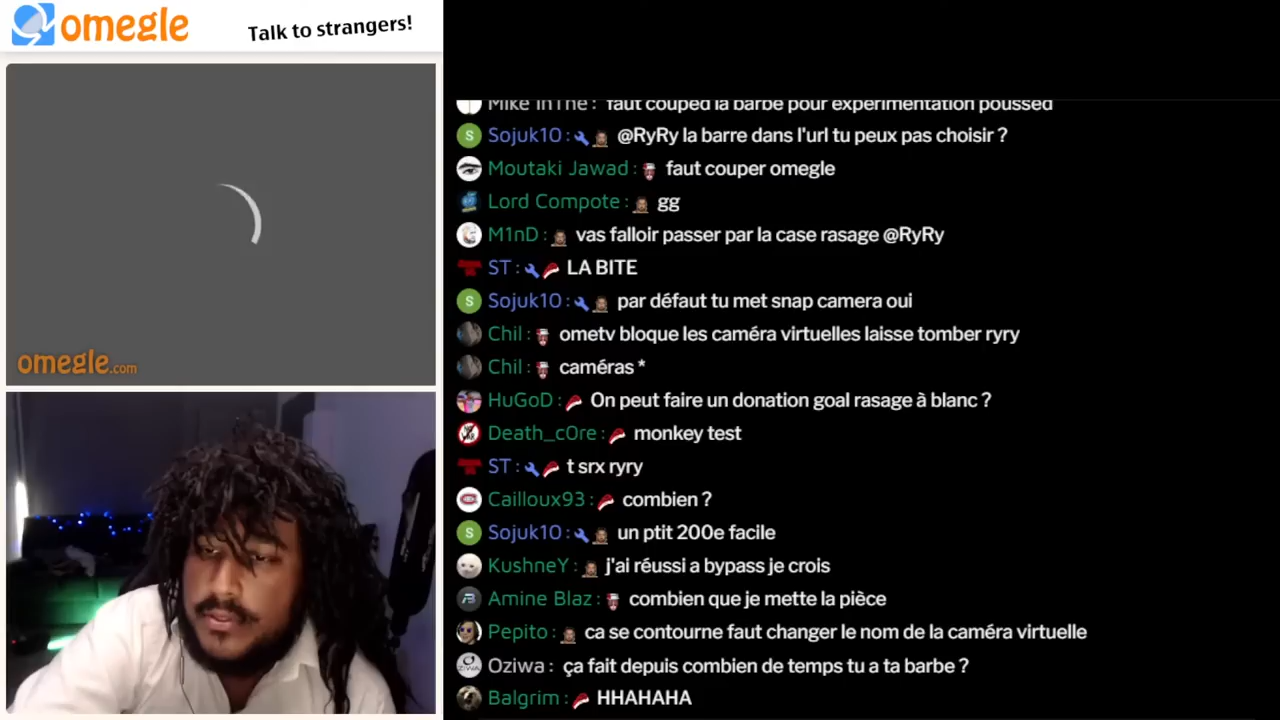 omegle
Talk to strangers!
omegle.com
Mike InThe : faut couped la barbe pour experimentation poussed
Sojuk10 : @RyRy la barre dans l'url tu peux pas choisir ?
Moutaki Jawad : faut couper omegle
Lord Compote : gg
M1nD : vas falloir passer par la case rasage @RyRy
ST : LA BITE
Sojuk10 : par défaut tu met snap camera oui
Chil : ometv bloque les caméra virtuelles laisse tomber ryry
Chil : caméras *
HuGoD : On peut faire un donation goal rasage à blanc ?
Death_c0re : monkey test
ST : t srx ryry
Cailloux93 : combien ?
Sojuk10 : un ptit 200e facile
KushneY : j'ai réussi a bypass je crois
Amine Blaz : combien que je mette la pièce
Pepito : ca se contourne faut changer le nom de la caméra virtuelle
Oziwa : ça fait depuis combien de temps tu a ta barbe ?
Balgrim : HHAHAHA